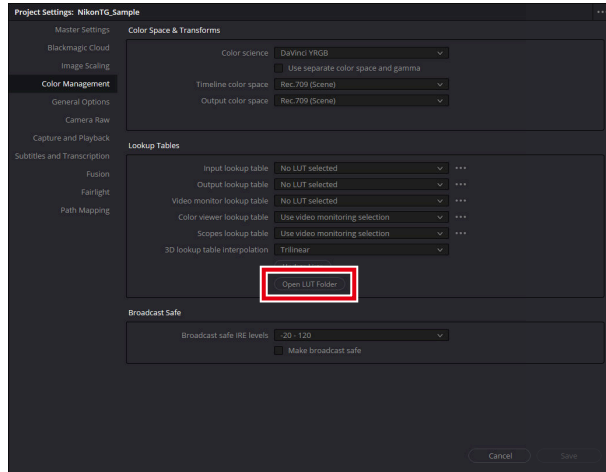 Project Settings: NikonTG_Sample
Master Settings
Blackmagic Cloud
Image Scaling
Color Management
General Options
Camera Raw
Capture and Playback
Subtitles and Transcription
Fusion
Fairlight
Path Mapping
Color Space & Transforms
Color science DaVinci YRGB
Use separate color space and gamma
Timeline color space Rec.709 (Scene)
Output color space Rec.709 (Scene)
Lookup Tables
Input lookup table No LUT selected
Output lookup table No LUT selected
Video monitor lookup table No LUT selected
Color viewer lookup table Use video monitoring selection
Scopes lookup table Use video monitoring selection
3D lookup table interpolation Trilinear
Open LUT Folder
Broadcast Safe
Broadcast safe IRE levels -20 - 120
Make broadcast safe
Cancel Save